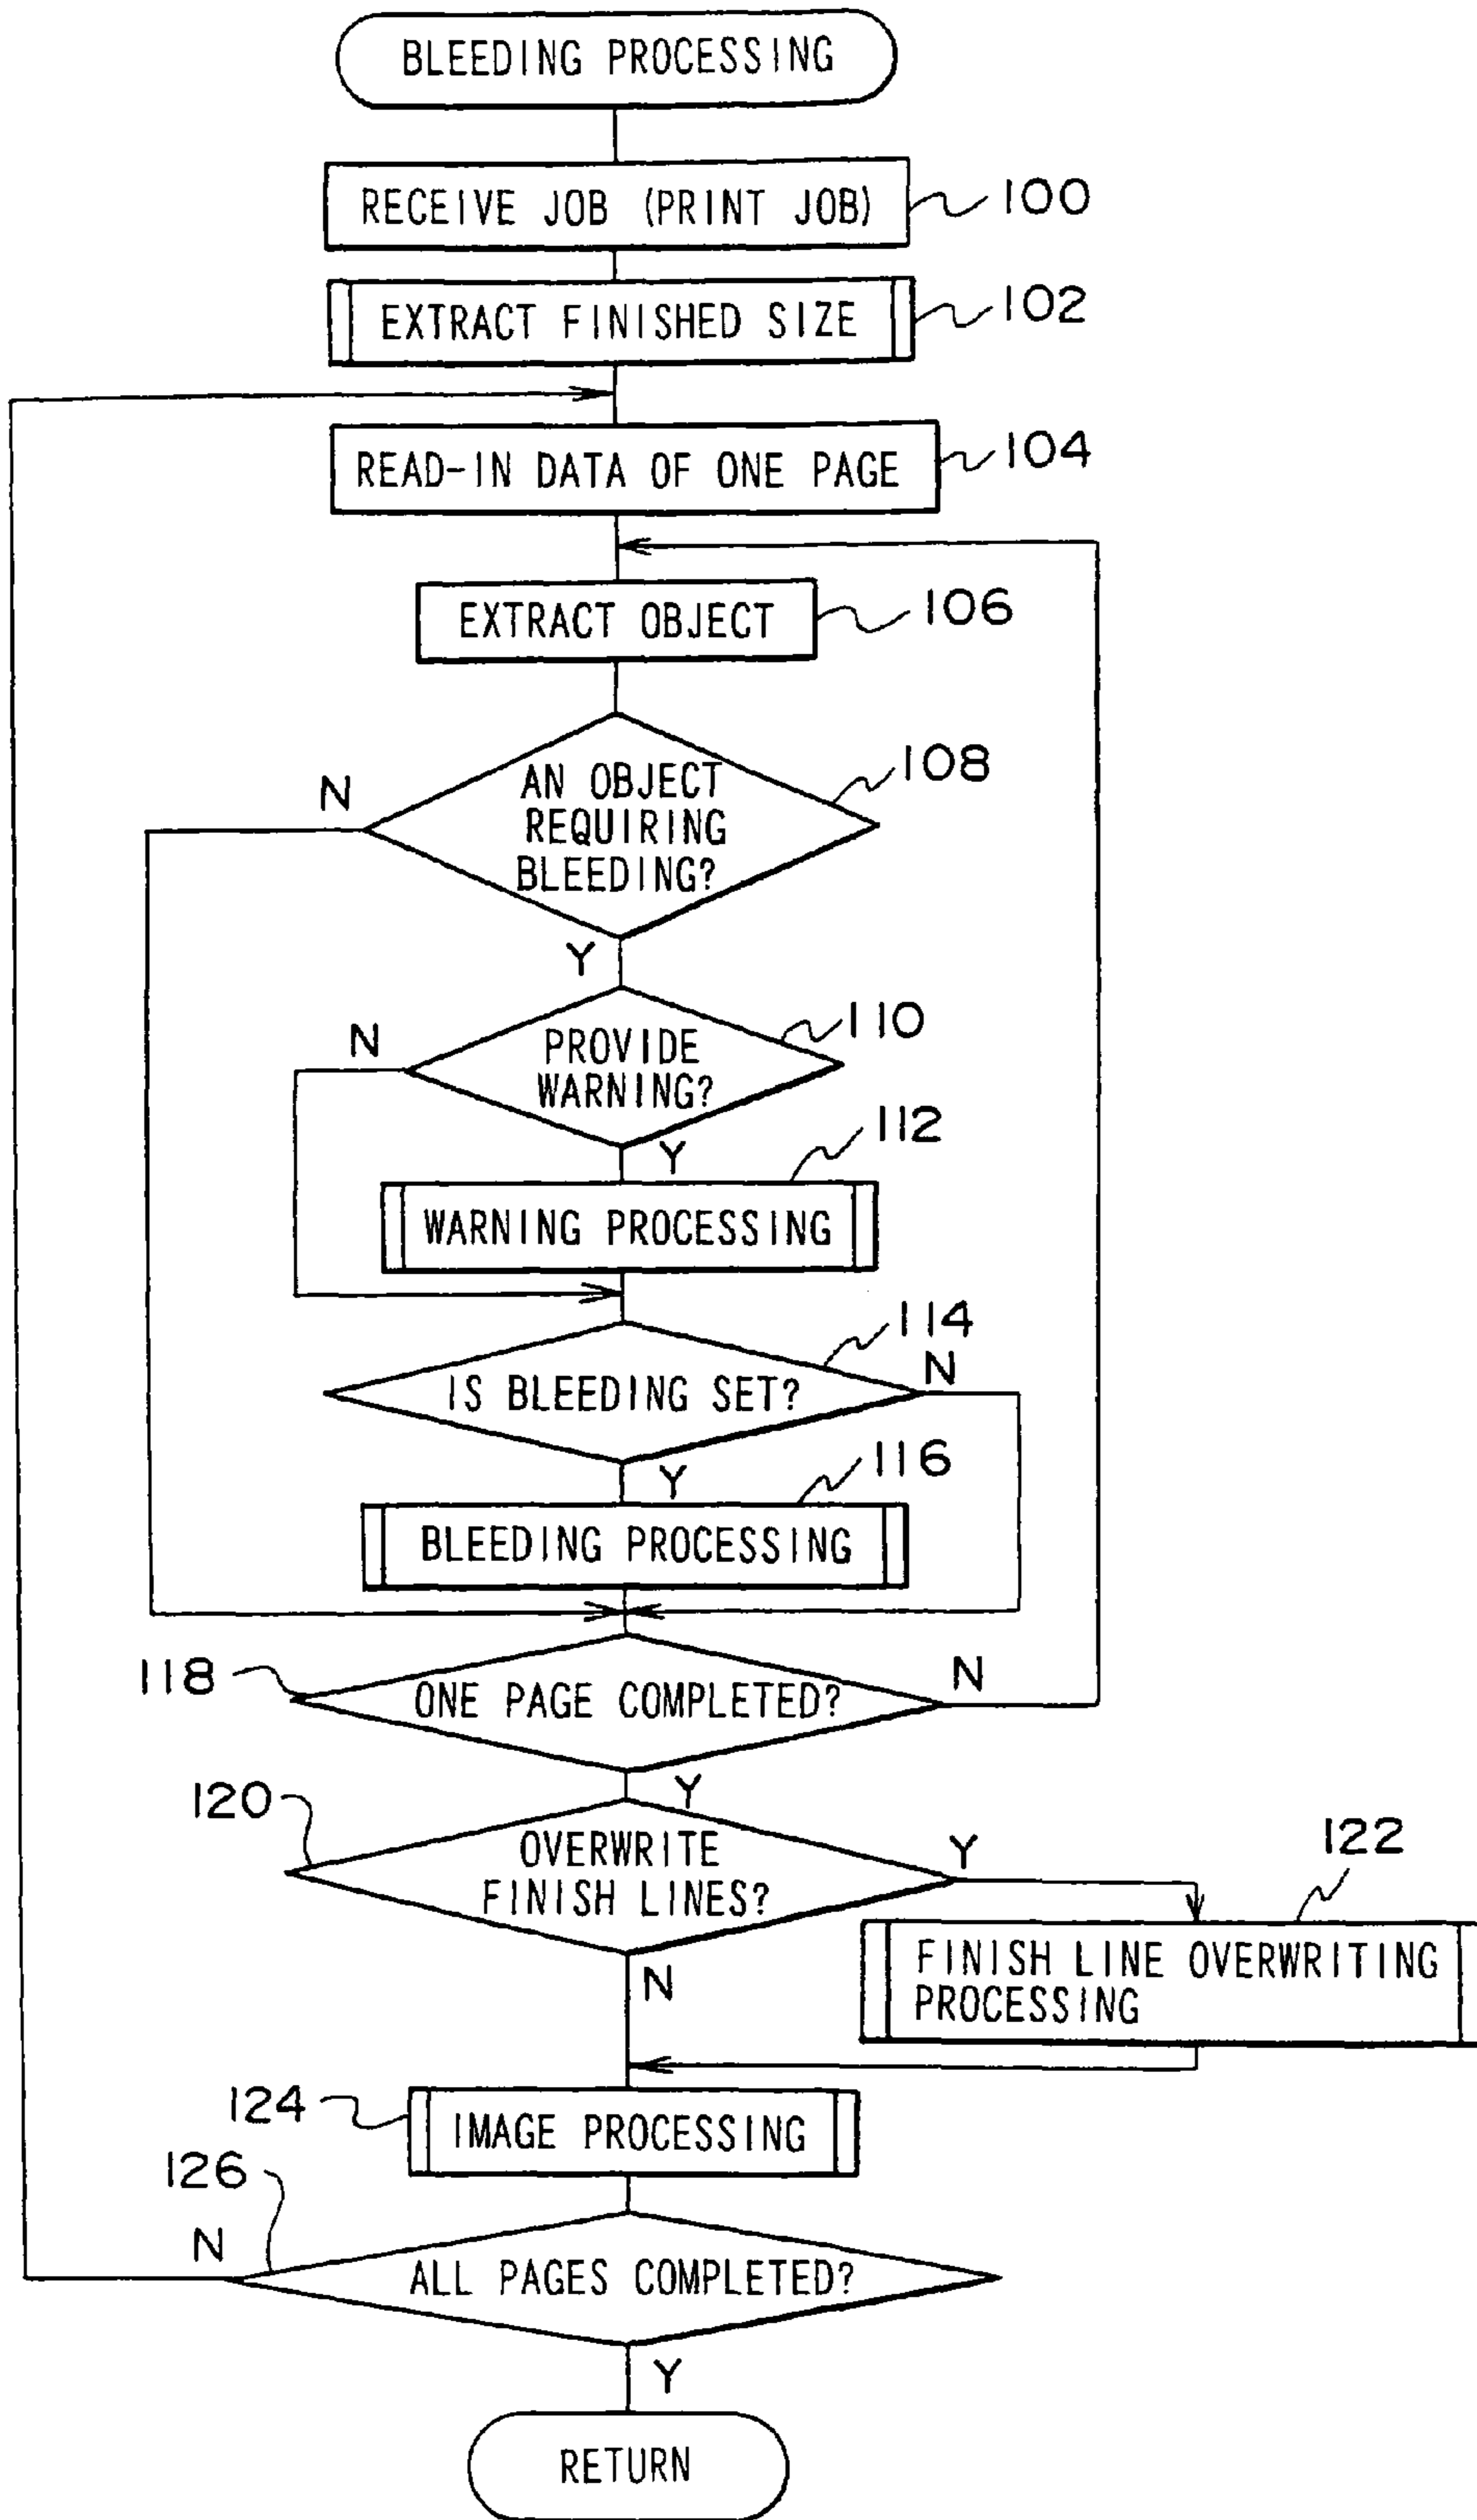 BLEEDING PROCESSING
RECEIVE JOB (PRINT JOB)
100
EXTRACT FINISHED SIZE
102
READ-IN DATA OF ONE PAGE
104
EXTRACT OBJECT
106
AN OBJECT
REQUIRING
BLEEDING?
108
N
Y
PROVIDE
WARNING?
110
N
Y
112
WARNING PROCESSING
114
IS BLEEDING SET?
N
Y
116
BLEEDING PROCESSING
118
ONE PAGE COMPLETED?
N
Y
120
OVERWRITE
FINISH LINES?
Y
122
FINISH LINE OVERWRITING
PROCESSING
N
124
IMAGE PROCESSING
126
N
ALL PAGES COMPLETED?
Y
RETURN